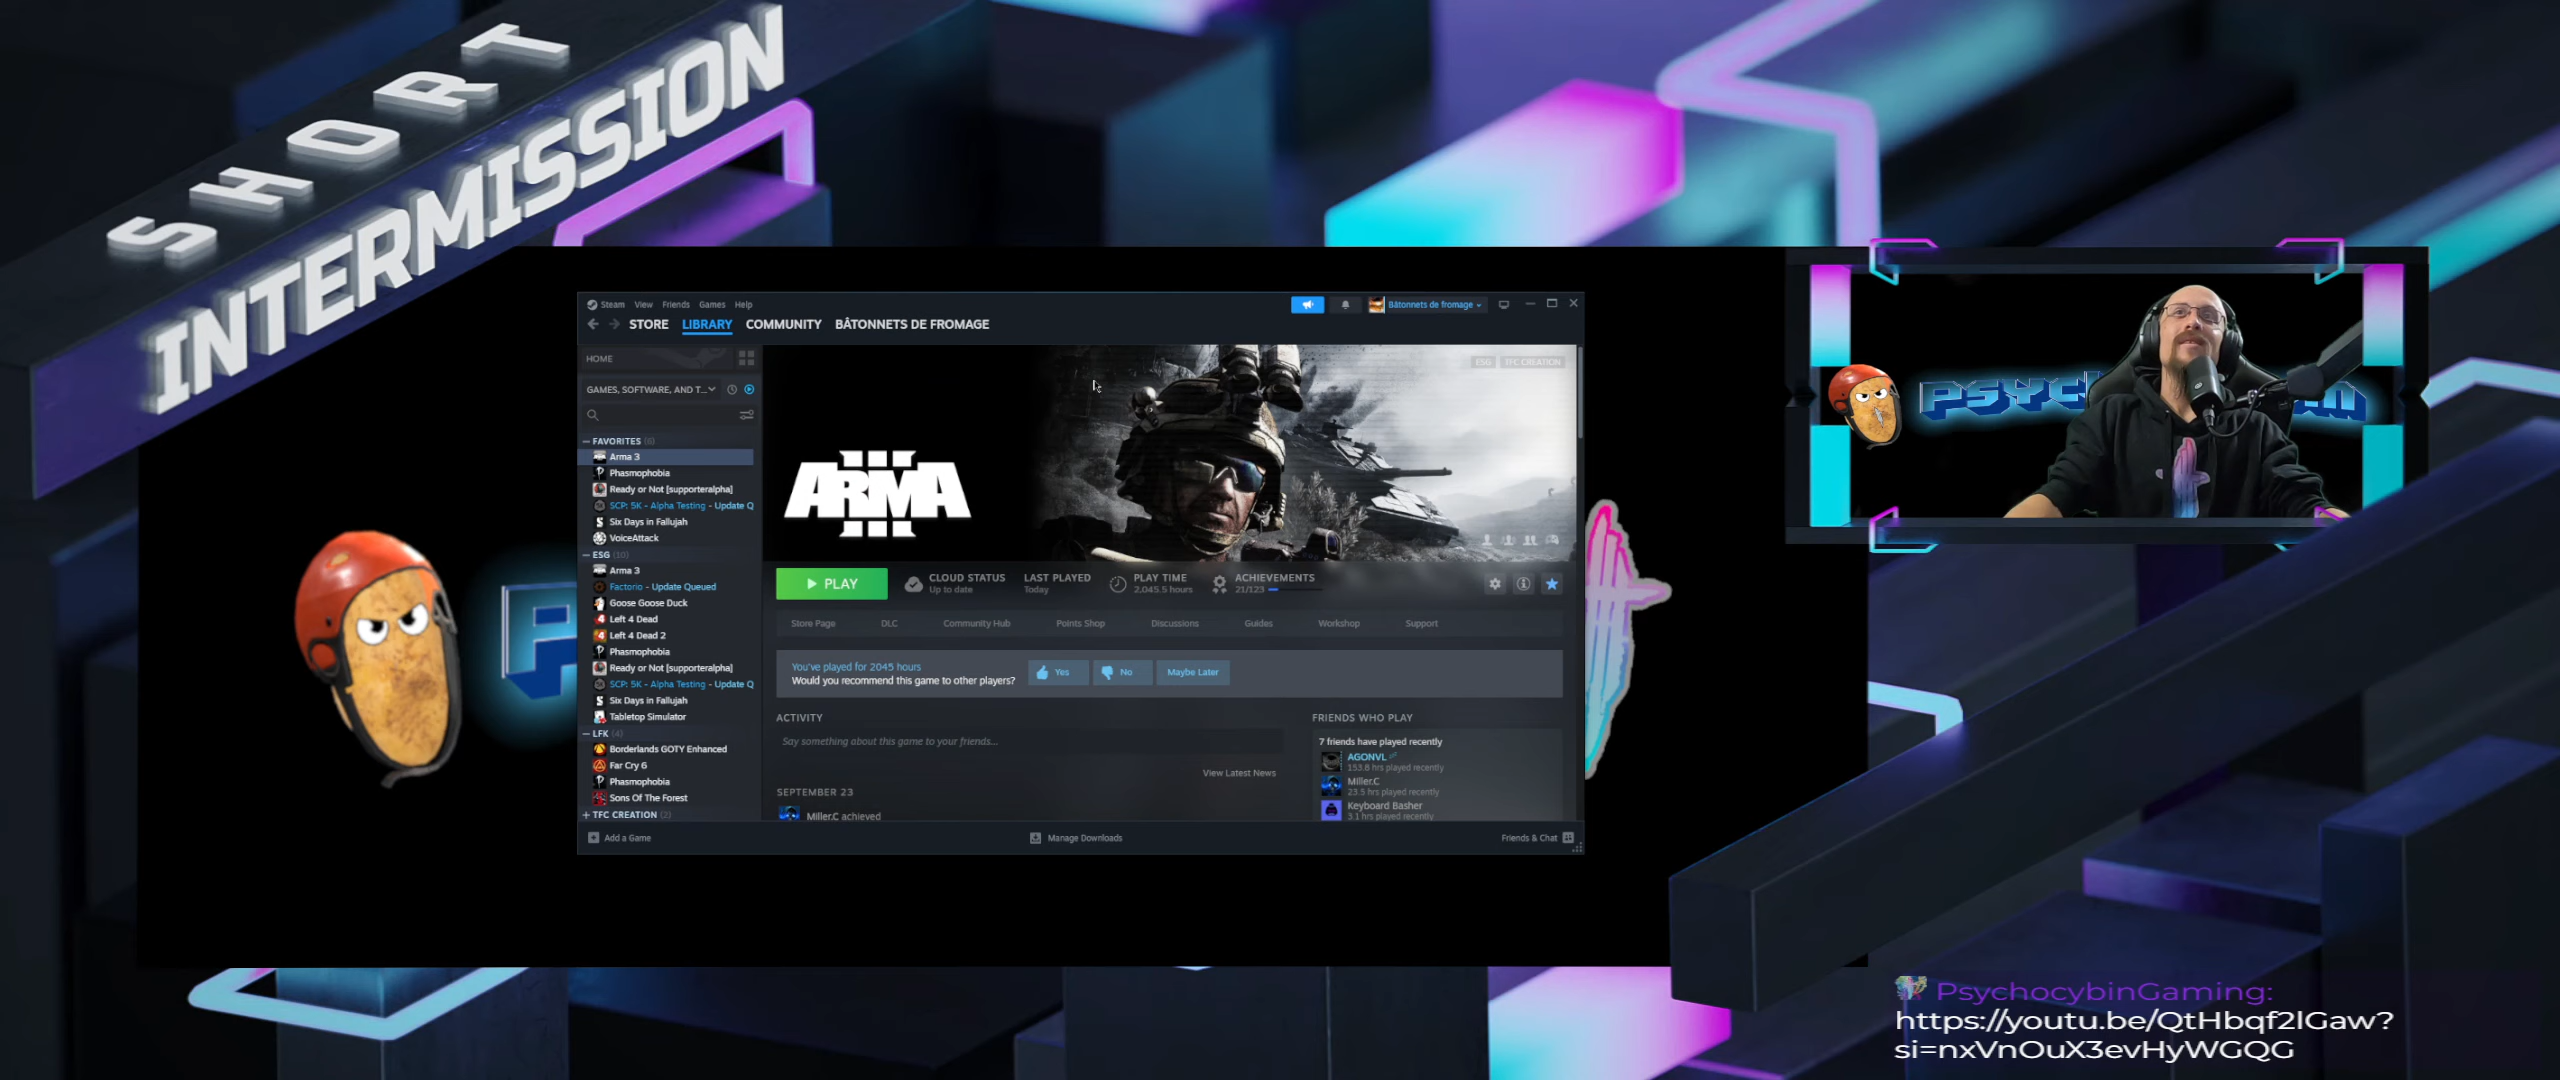 SHORT
INTERMISSION
Steam View Friends Games Help
Bâtonnets de fromage
STORE LIBRARY COMMUNITY BÂTONNETS DE FROMAGE
HOME
GAMES, SOFTWARE, AND T...
FAVORITES (6)
Arma 3
Phasmophobia
Ready or Not [supporteralpha]
SCP: 5K - Alpha Testing - Update Q
Six Days in Fallujah
VoiceAttack
ESG (10)
Arma 3
Factorio - Update Queued
Goose Goose Duck
Left 4 Dead
Left 4 Dead 2
Phasmophobia
Ready or Not [supporteralpha]
SCP: 5K - Alpha Testing - Update Q
Six Days in Fallujah
Tabletop Simulator
LFK (4)
Borderlands GOTY Enhanced
Far Cry 6
Phasmophobia
Sons Of The Forest
TFC CREATION (2)
ESG TFC CREATION
ARMA
III
PLAY
CLOUD STATUS
Up to date
LAST PLAYED
Today
PLAY TIME
2,045.5 hours
ACHIEVEMENTS
21/123
Store Page DLC Community Hub Points Shop Discussions Guides Workshop Support
You've played for 2045 hours
Would you recommend this game to other players?
Yes No Maybe Later
ACTIVITY
Say something about this game to your friends...
View Latest News
SEPTEMBER 23
Miller.C achieved
FRIENDS WHO PLAY
7 friends have played recently
AGONVL
153.8 hrs played recently
Miller.C
23.5 hrs played recently
Keyboard Basher
3.1 hrs played recently
Add a Game
Manage Downloads
Friends & Chat
PsychocybinGaming:
https://youtu.be/QtHbqf2lGaw?
si=nxVnOuX3evHyWGQG